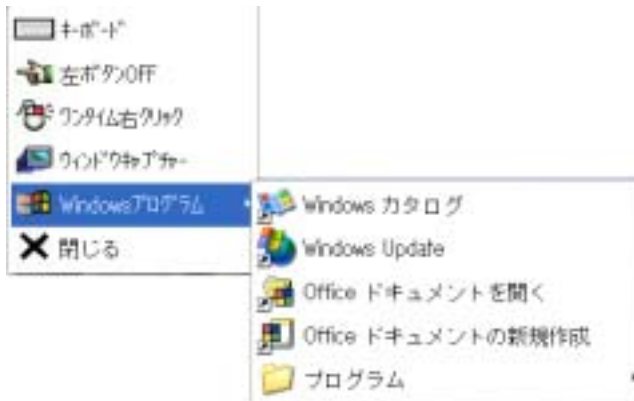 ｷｰﾎﾞｰﾄﾞ
左ﾎﾞﾀﾝOFF
ﾜﾝﾀｲﾑ右ｸﾘｯｸ
ｳｨﾝﾄﾞｳｷｬﾌﾟﾁｬｰ
Windowsﾌﾟﾛｸﾞﾗﾑ
閉じる
Windows カタログ
Windows Update
Office ドキュメントを開く
Office ドキュメントの新規作成
プログラム